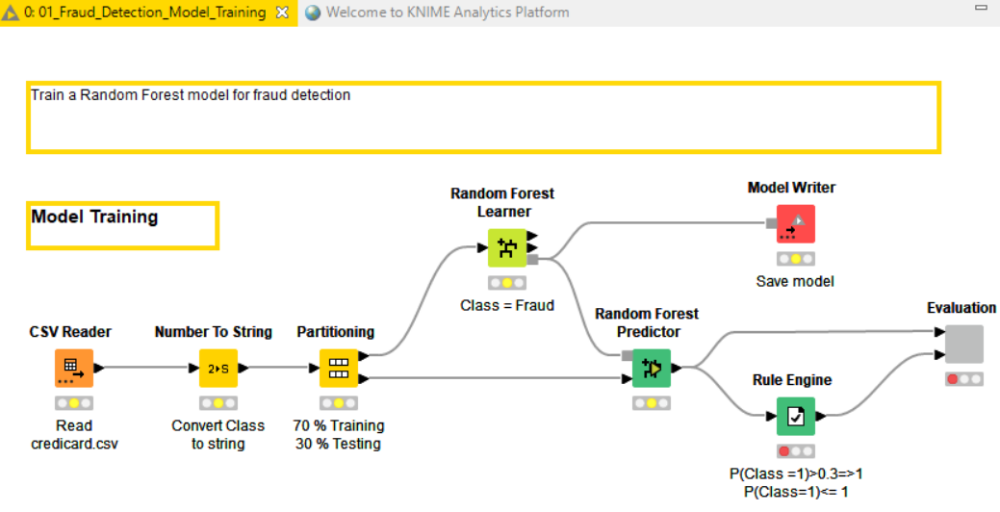 0: 01_Fraud_Detection_Model_Training
Welcome to KNIME Analytics Platform
Train a Random Forest model for fraud detection
Model Training
Random Forest
Learner
Class = Fraud
Model Writer
Save model
CSV Reader
Read
credicard.csv
Number To String
2▸S
Convert Class
to string
Partitioning
70 % Training
30 % Testing
Random Forest
Predictor
Rule Engine
P(Class =1)>0.3=>1
P(Class=1)<= 1
Evaluation